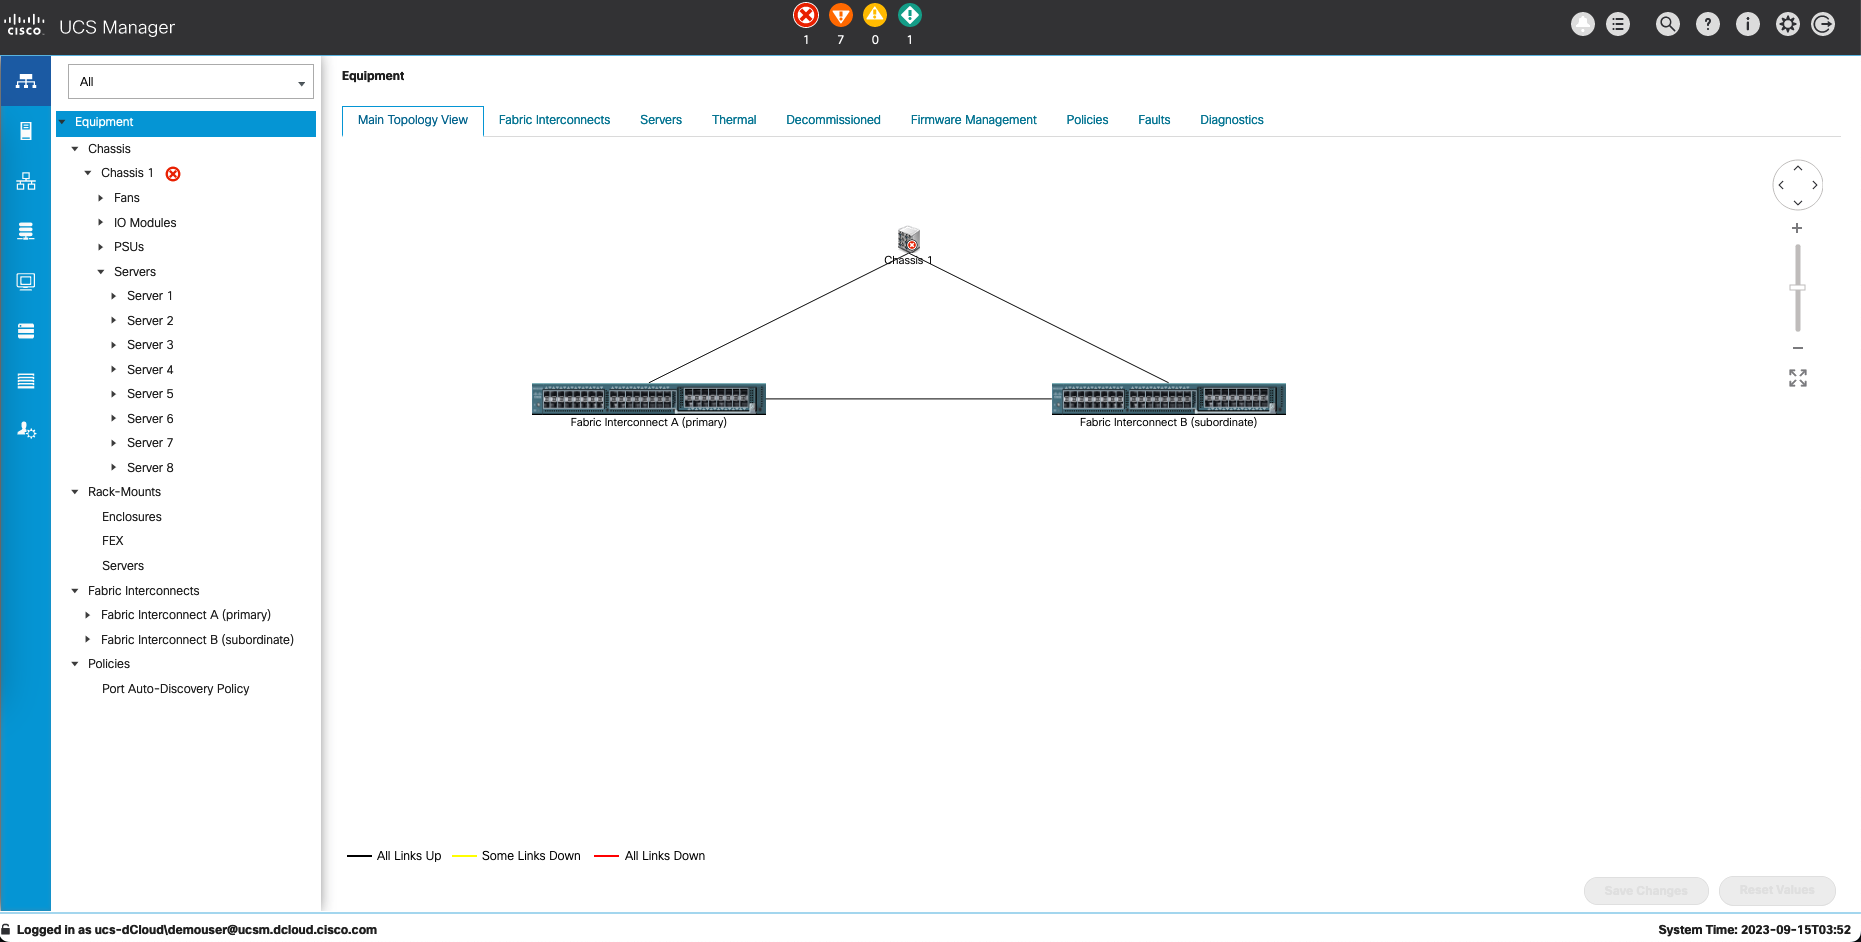 cisco UCS Manager
1 7 0 1
All
Equipment
Chassis
Chassis 1
Fans
IO Modules
PSUs
Servers
Server 1
Server 2
Server 3
Server 4
Server 5
Server 6
Server 7
Server 8
Rack-Mounts
Enclosures
FEX
Servers
Fabric Interconnects
Fabric Interconnect A (primary)
Fabric Interconnect B (subordinate)
Policies
Port Auto-Discovery Policy
Equipment
Main Topology View Fabric Interconnects Servers Thermal Decommissioned Firmware Management Policies Faults Diagnostics
Chassis 1
Fabric Interconnect A (primary) Fabric Interconnect B (subordinate)
All Links Up Some Links Down All Links Down
Save Changes Reset Values
Logged in as ucs-dCloud\demouser@ucsm.dcloud.cisco.com System Time: 2023-09-15T03:52